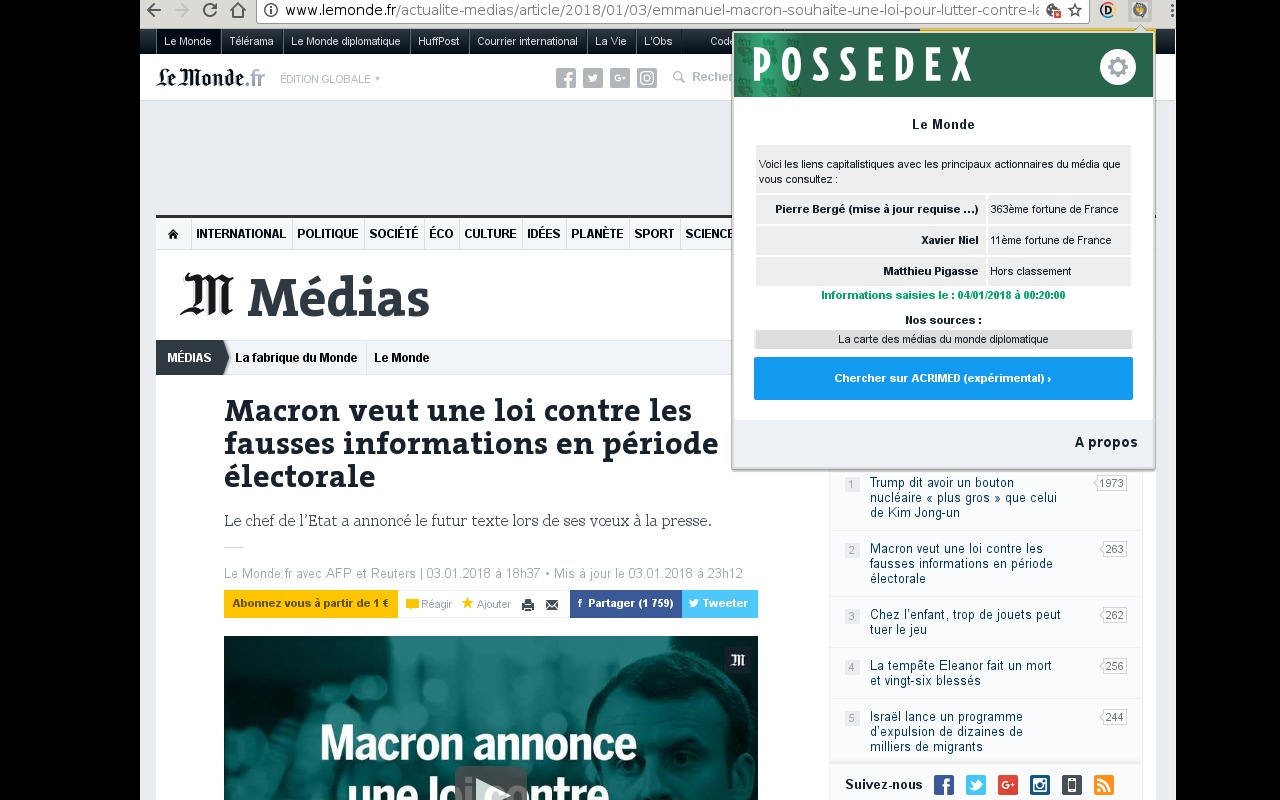 www.lemonde.fr/actualite-medias/article/2018/01/03/emmanuel-macron-souhaite-une-loi-pour-lutter-contre-la
Le Monde
Télérama
Le Monde diplomatique
HuffPost
Courrier international
La Vie
L'Obs
Code
Le Monde.fr
ÉDITION GLOBALE
Recher
POSSEDEX
Le Monde
Voici les liens capitalistiques avec les principaux actionnaires du média que
vous consultez :
Pierre Bergé (mise à jour requise ...) 363ème fortune de France
Xavier Niel 11ème fortune de France
Matthieu Pigasse Hors classement
Informations saisies le : 04/01/2018 à 00:20:00
Nos sources :
La carte des médias du monde diplomatique
Chercher sur ACRIMED (expérimental) ›
A propos
INTERNATIONAL
POLITIQUE
SOCIÉTÉ
ÉCO
CULTURE
IDÉES
PLANÈTE
SPORT
SCIENCE
M Médias
MÉDIAS
La fabrique du Monde
Le Monde
Macron veut une loi contre les
fausses informations en période
électorale
Le chef de l’Etat a annoncé le futur texte lors de ses vœux à la presse.
Le Monde.fr avec AFP et Reuters | 03.01.2018 à 18h37 • Mis à jour le 03.01.2018 à 23h12
Abonnez vous à partir de 1 €
Réagir
Ajouter
f Partager (1 759)
Tweeter
M
Macron annonce
une loi contre
1 Trump dit avoir un bouton 1973
nucléaire « plus gros » que celui
de Kim Jong-un
2 Macron veut une loi contre les 263
fausses informations en période
électorale
3 Chez l’enfant, trop de jouets peut 262
tuer le jeu
4 La tempête Eleanor fait un mort 256
et vingt-six blessés
5 Israël lance un programme 244
d’expulsion de dizaines de
milliers de migrants
Suivez-nous